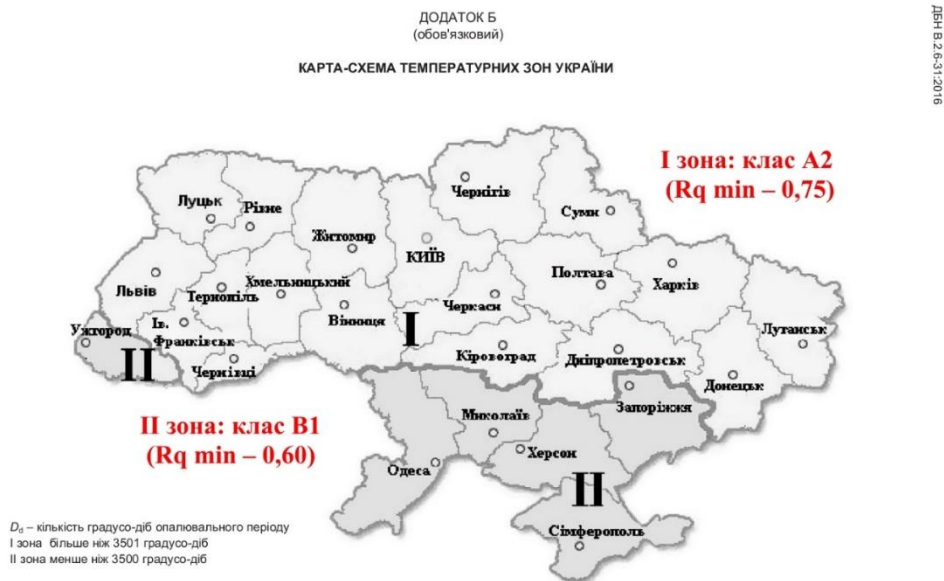 ДОДАТОК Б
(обов'язковий)
ДБН В.2.6-31:2016
КАРТА-СХЕМА ТЕМПЕРАТУРНИХ ЗОН УКРАЇНИ
I зона: клас А2
(Rq min – 0,75)
Чернігів
Луцьк
Рівне
Суми
Житомир
КИЇВ
Полтава
Харків
Львів
Тернопіль
Хмельницький
Черкаси
Вінниця
I
Ужгород
Ів.
Франківськ
Луганськ
II
Чернівці
Кіровоград
Дніпропетровськ
Донецьк
Запоріжжя
Миколаїв
II зона: клас В1
(Rq min – 0,60)
Херсон
Одеса
II
Сімферополь
Dd – кількість градусо-діб опалювального періоду
I зона більше ніж 3501 градусо-діб
II зона менше ніж 3500 градусо-діб